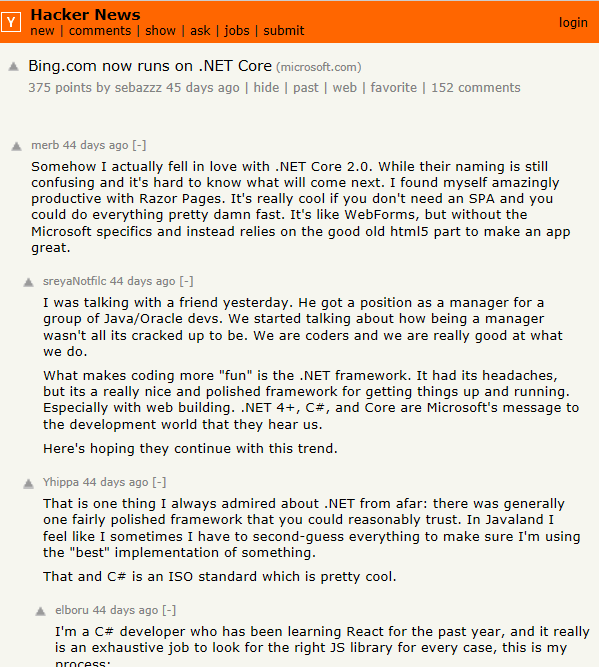 Y
Hacker News
new | comments | show | ask | jobs | submit
login
Bing.com now runs on .NET Core (microsoft.com)
375 points by sebazzz 45 days ago | hide | past | web | favorite | 152 comments
merb 44 days ago [-]
Somehow I actually fell in love with .NET Core 2.0. While their naming is still
confusing and it's hard to know what will come next. I found myself amazingly
productive with Razor Pages. It's really cool if you don't need an SPA and you
could do everything pretty damn fast. It's like WebForms, but without the
Microsoft specifics and instead relies on the good old html5 part to make an app
great.
sreyaNotfilc 44 days ago [-]
I was talking with a friend yesterday. He got a position as a manager for a
group of Java/Oracle devs. We started talking about how being a manager
wasn't all its cracked up to be. We are coders and we are really good at what
we do.
What makes coding more "fun" is the .NET framework. It had its headaches,
but its a really nice and polished framework for getting things up and running.
Especially with web building. .NET 4+, C#, and Core are Microsoft's message to
the development world that they hear us.
Here's hoping they continue with this trend.
Yhippa 44 days ago [-]
That is one thing I always admired about .NET from afar: there was generally
one fairly polished framework that you could reasonably trust. In Javaland I
feel like I sometimes I have to second-guess everything to make sure I'm using
the "best" implementation of something.
That and C# is an ISO standard which is pretty cool.
elboru 44 days ago [-]
I'm a C# developer who has been learning React for the past year, and it really
is an exhaustive job to look for the right JS library for every case, this is my
process: